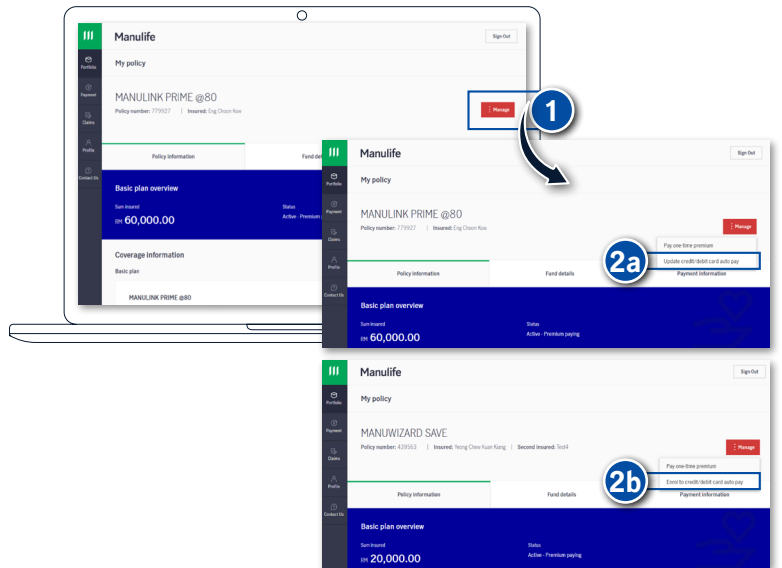 Manulife
Sign Out
Portfolio
My policy
Payment
MANULINK PRIME @80
Policy number: 779927 | Insured: Eng Choon Koe
Manage
1
Claims
Profile
Policy information
Fund det
Contact Us
Basic plan overview
Sum insured
Status
RM 60,000.00
Active - Premium p
Coverage information
Basic plan
MANULINK PRIME @80
Manulife
Sign Out
Portfolio
My policy
Payment
MANULINK PRIME @80
Policy number: 779927 | Insured: Eng Choon Koe
Manage
Claims
Pay one-time premium
2a
Update credit/debit card auto pay
Profile
Policy information
Fund details
Payment information
Contact Us
Basic plan overview
Sum insured
Status
RM 60,000.00
Active - Premium paying
Manulife
Sign Out
Portfolio
My policy
Payment
MANUWIZARD SAVE
Policy number: 439563 | Insured: Yeong Chew Kuan Kiang | Second insured: Test4
Manage
Claims
Pay one-time premium
2b
Enrol to credit/debit card auto pay
Profile
Policy information
Fund details
Payment information
Contact Us
Basic plan overview
Sum insured
Status
RM 20,000.00
Active - Premium paying